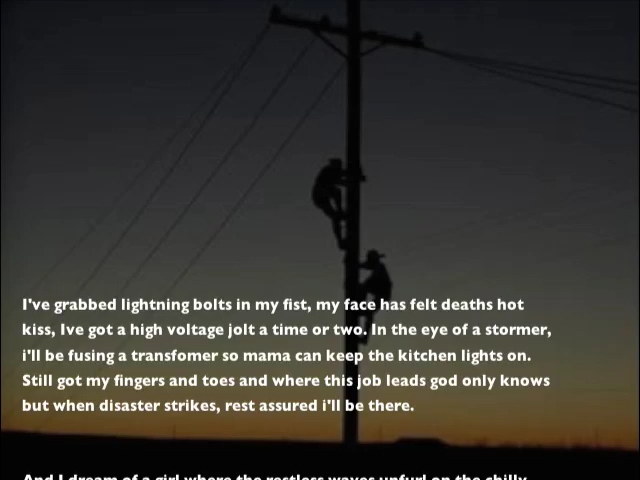 I've grabbed lightning bolts in my fist, my face has felt deaths hot
kiss, Ive got a high voltage jolt a time or two. In the eye of a stormer,
i'll be fusing a transfomer so mama can keep the kitchen lights on.
Still got my fingers and toes and where this job leads god only knows
but when disaster strikes, rest assured i'll be there.
And I dream of a girl where the restless waves unfurl on the chilly